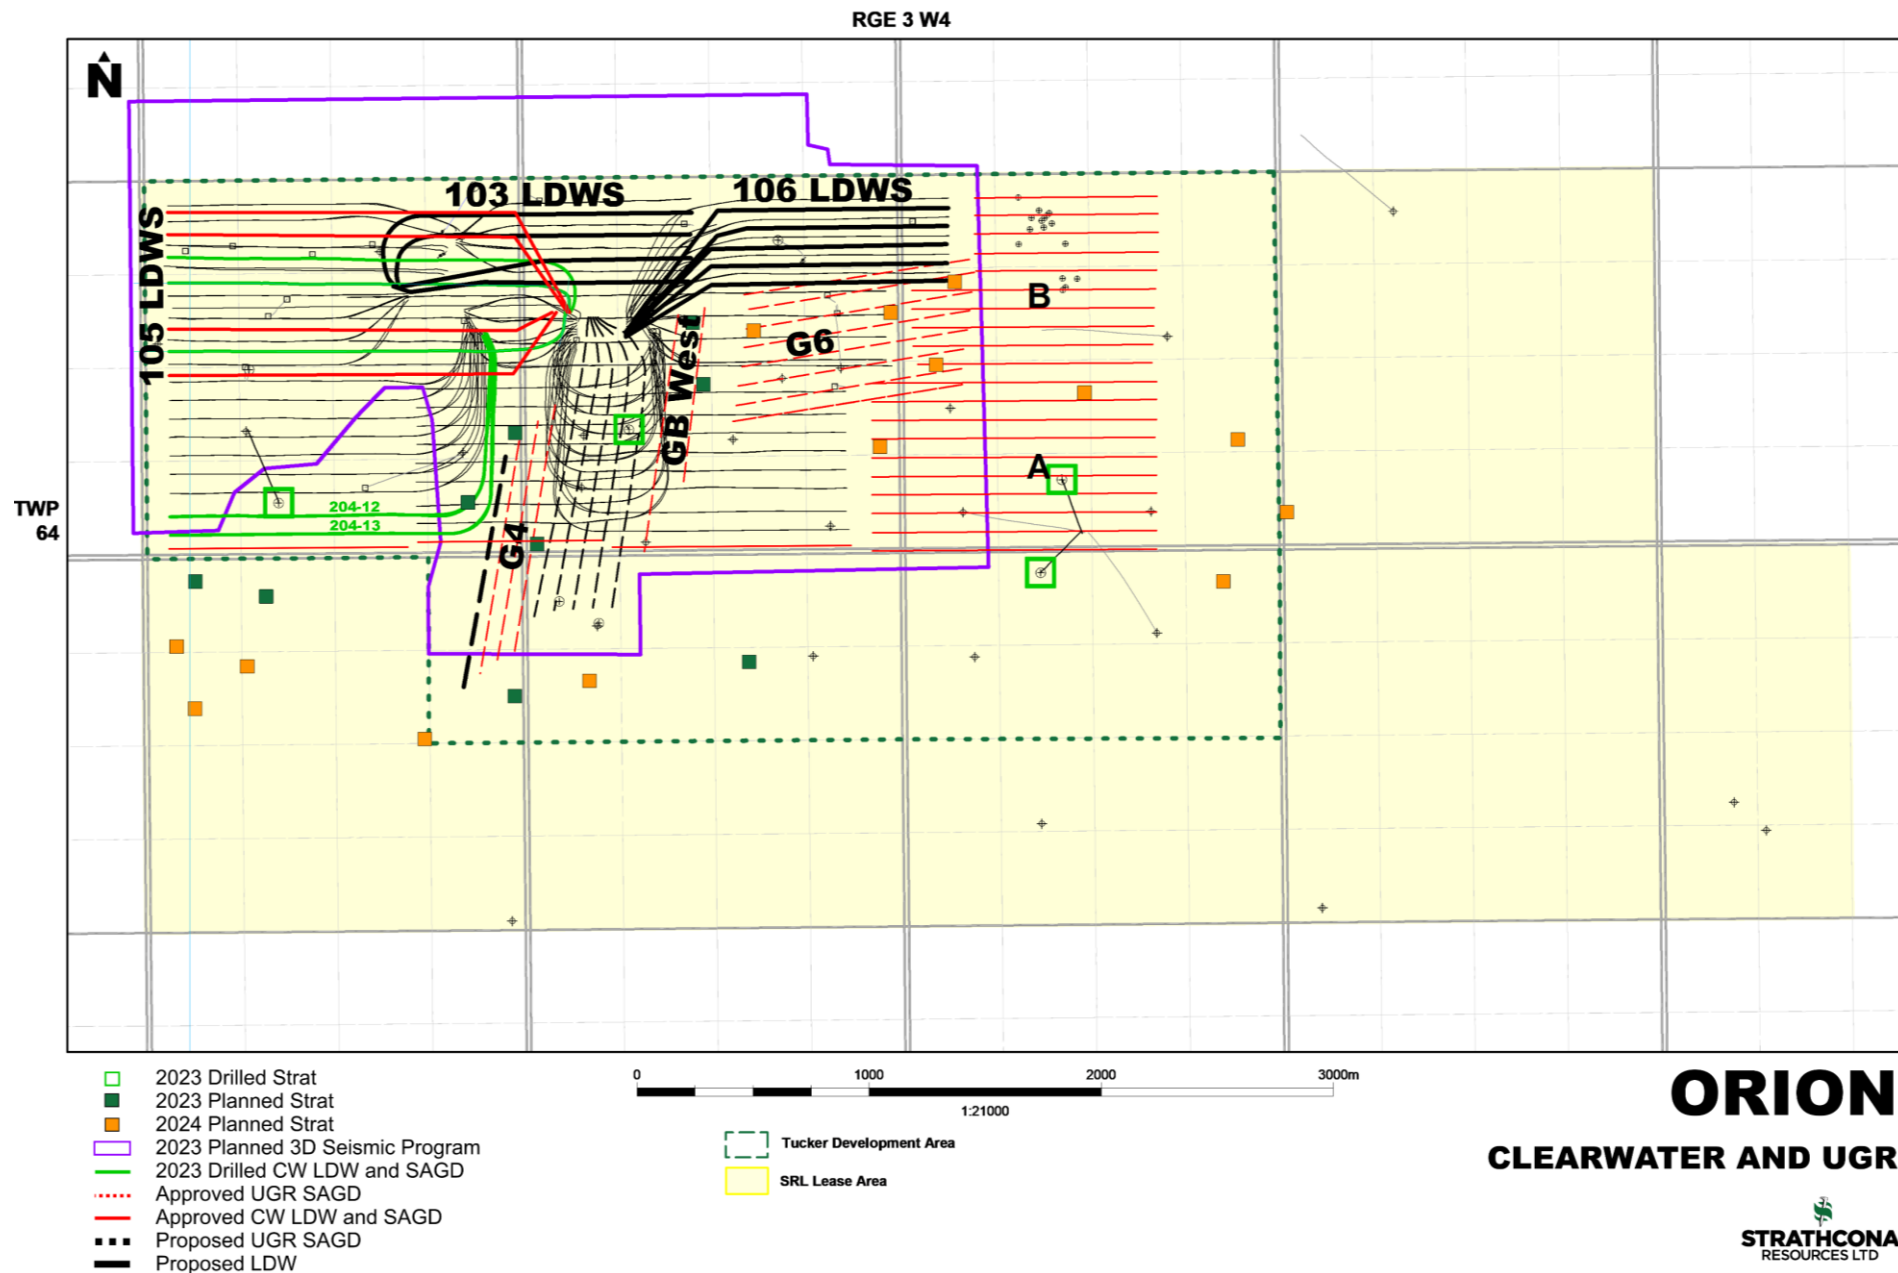 RGE 3 W4
N
103 LDWS
106 LDWS
105 LDWS
B
G6
GB West
A
204-12
204-13
TWP
64
G4
2023 Drilled Strat
2023 Planned Strat
2024 Planned Strat
2023 Planned 3D Seismic Program
2023 Drilled CW LDW and SAGD
Approved UGR SAGD
Approved CW LDW and SAGD
Proposed UGR SAGD
Proposed LDW
0 1000 2000 3000m
1:21000
Tucker Development Area
SRL Lease Area
ORION
CLEARWATER AND UGR
STRATHCONA
RESOURCES LTD